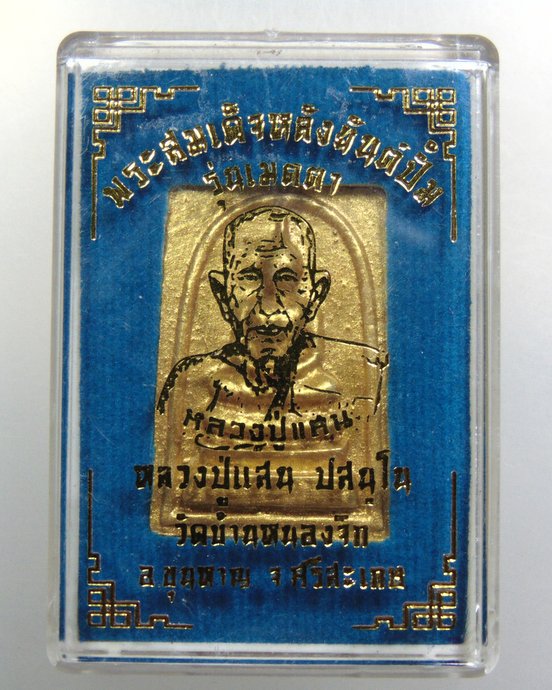 พระสมเด็จหลังยันต์ปั๊ม
รุ่นเมตตา
หลวงปู่แสน
หลวงปู่แสน ปสนฺโน
วัดบ้านหนองจิก
อ.ขุนหาญ จ.ศรีสะเกษ